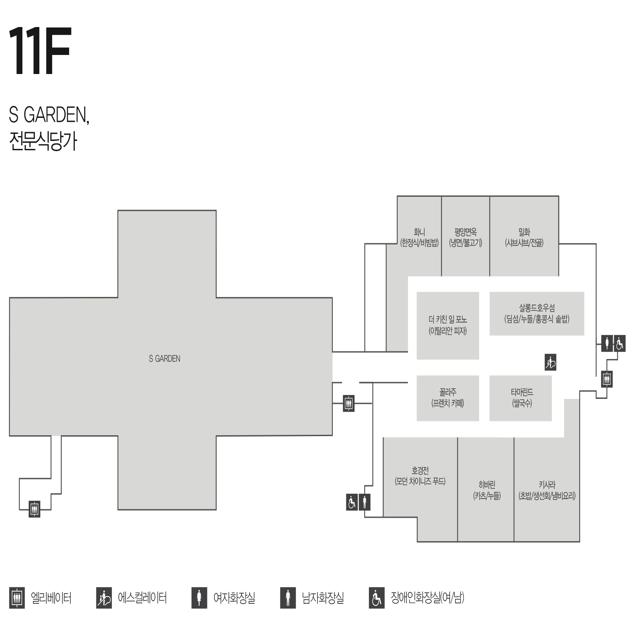 11F
S GARDEN,
전문식당가
화니
(한정식/비빔밥)
평양면옥
(냉면/불고기)
밀화
(샤브샤브/전골)
더 키친 일 포노
(이탈리안 피자)
살롱드호우섬
(딤섬/누들/홍콩식 솥밥)
S GARDEN
콜라주
(프렌치 카페)
타마린드
(쌀국수)
호경전
(모던 차이니즈 푸드)
히바린
(카츠/누들)
키사라
(초밥/생선회/냄비요리)
엘리베이터
에스컬레이터
여자화장실
남자화장실
장애인화장실(여/남)